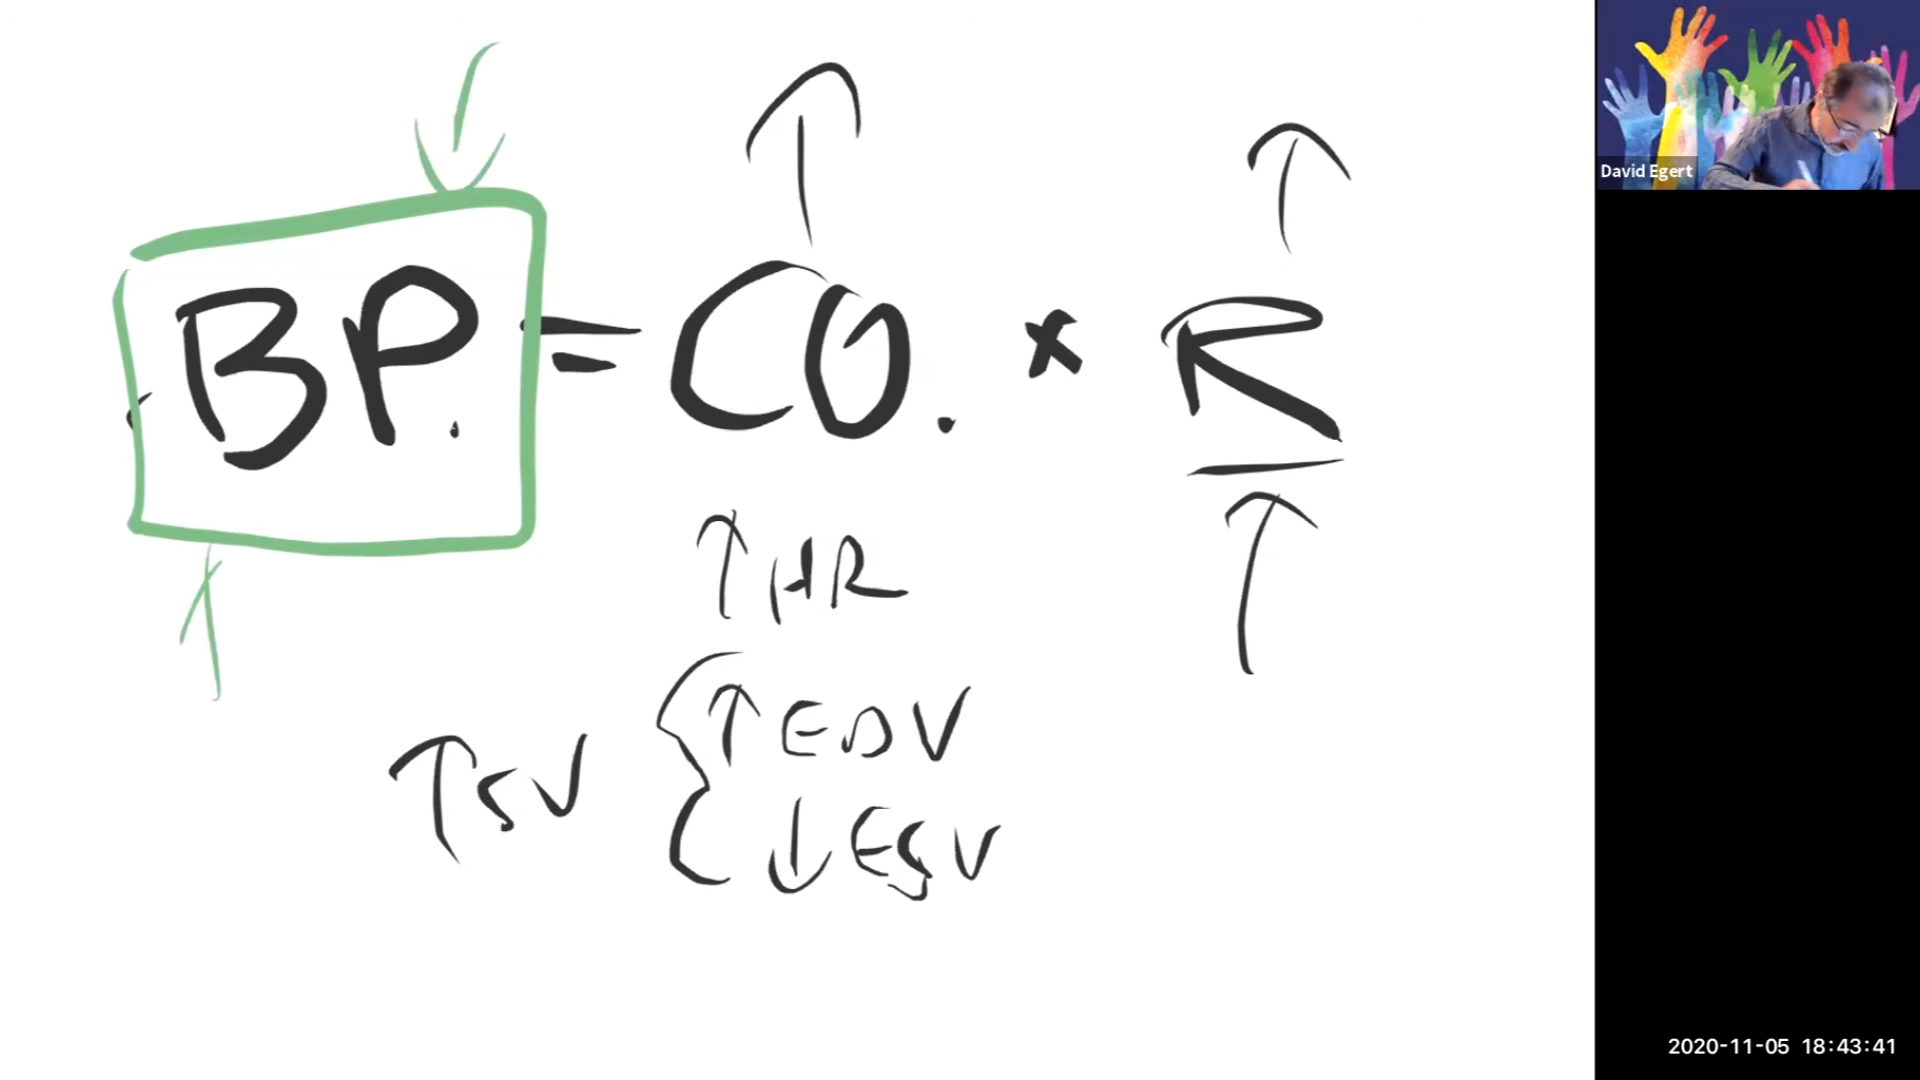 BP. = CO. × R
↑ HR
↑ EDV
↑ SV
↓ ESV
David Egert
2020-11-05 18:43:41